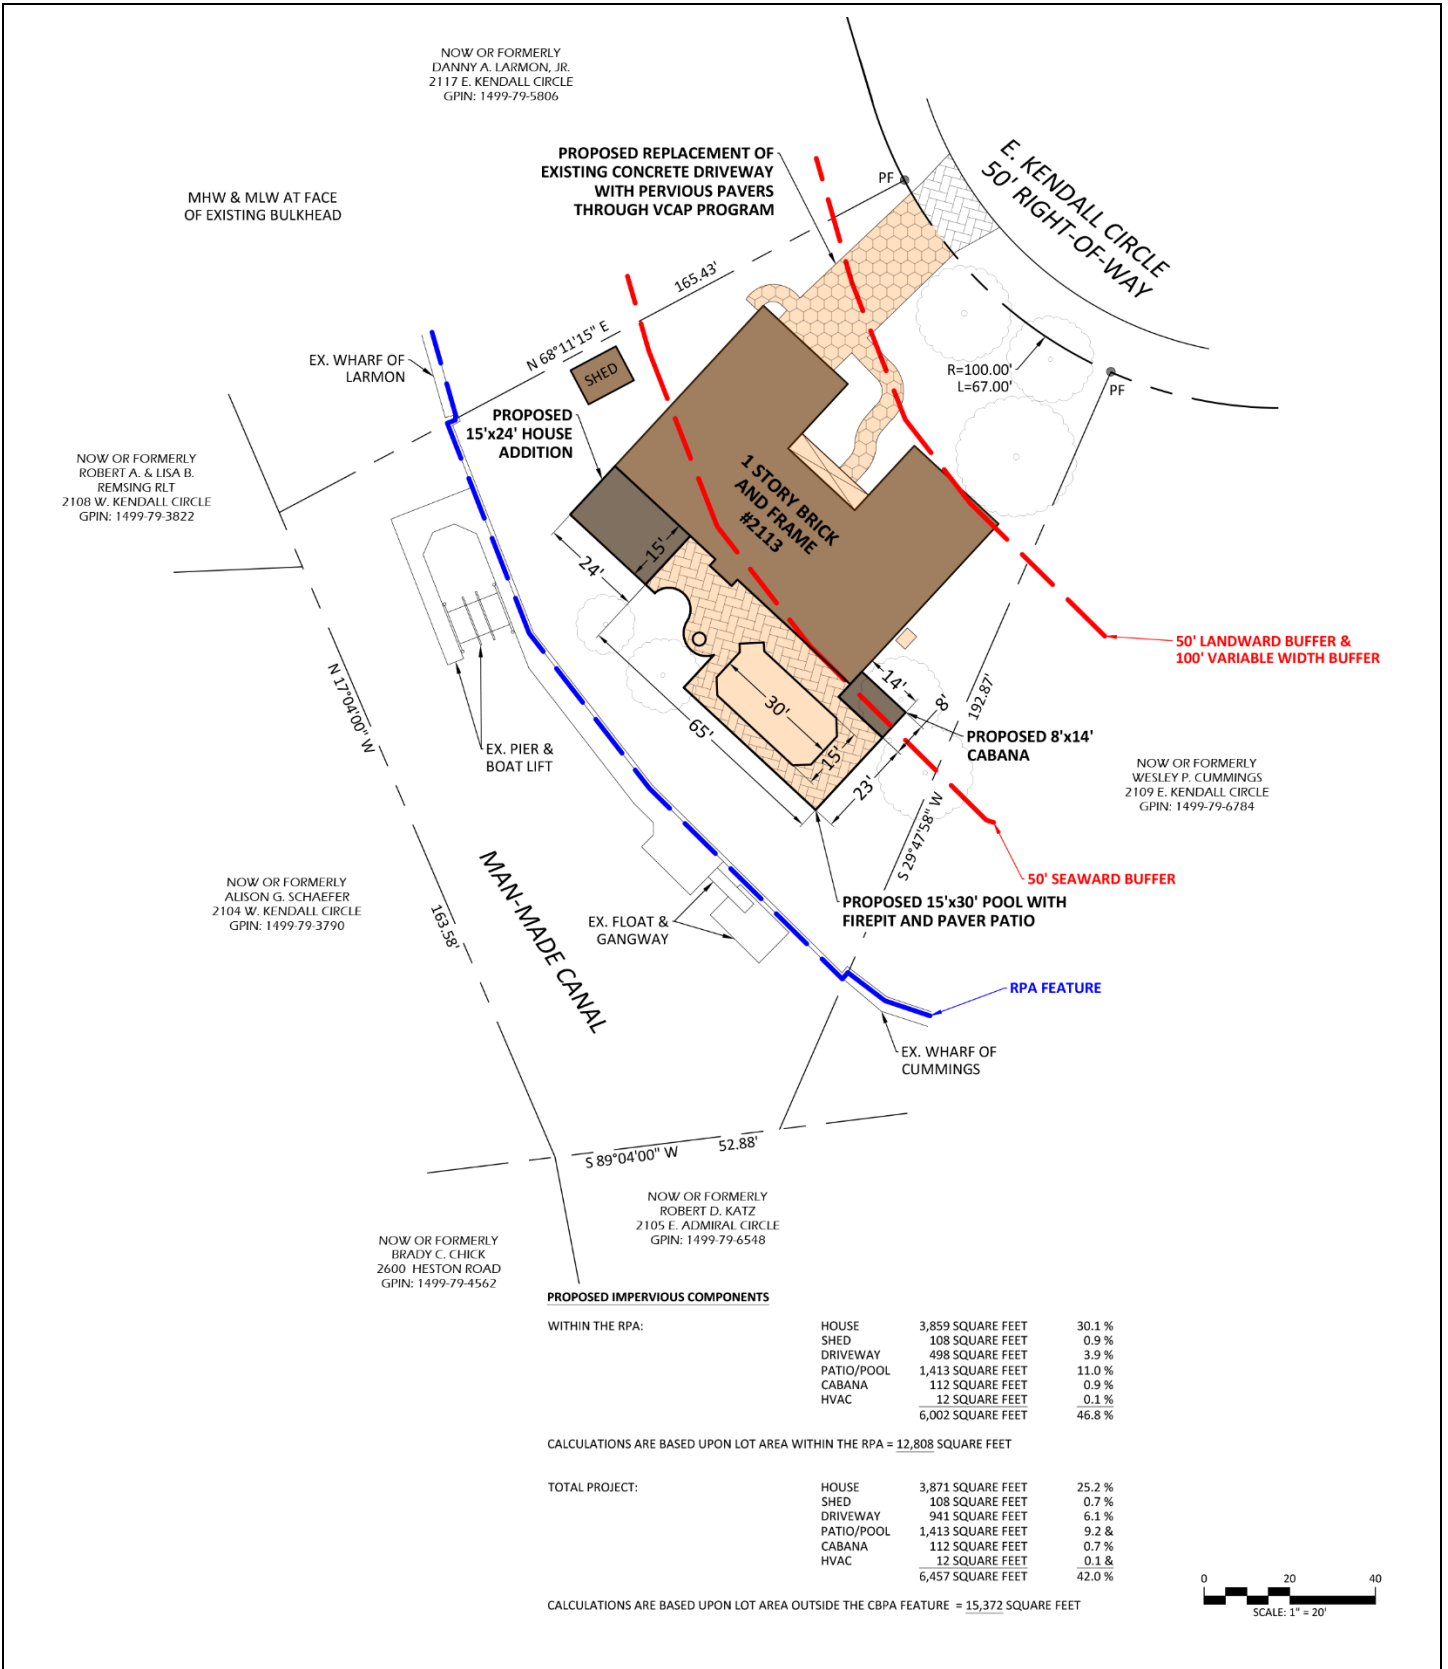 NOW OR FORMERLY
DANNY A. LARMON, JR.
2117 E. KENDALL CIRCLE
GPIN: 1499-79-5806
PROPOSED REPLACEMENT OF
EXISTING CONCRETE DRIVEWAY
WITH PERVIOUS PAVERS
THROUGH VCAP PROGRAM
MHW & MLW AT FACE
OF EXISTING BULKHEAD
PF
E. KENDALL CIRCLE
50' RIGHT-OF-WAY
165.43'
N 68°11'15" E
EX. WHARF OF
LARMON
SHED
R=100.00'
L=67.00'
PF
PROPOSED
15'x24' HOUSE
ADDITION
NOW OR FORMERLY
ROBERT A. & LISA B.
REMSING RLT
2108 W. KENDALL CIRCLE
GPIN: 1499-79-3822
1 STORY BRICK
AND FRAME
#2113
15'
24'
50' LANDWARD BUFFER &
100' VARIABLE WIDTH BUFFER
N 17°04'00" W
14'
8'
192.87'
30'
65'
15'
23'
PROPOSED 8'x14'
CABANA
EX. PIER &
BOAT LIFT
NOW OR FORMERLY
WESLEY P. CUMMINGS
2109 E. KENDALL CIRCLE
GPIN: 1499-79-6784
S 29°47'58" W
50' SEAWARD BUFFER
NOW OR FORMERLY
ALISON G. SCHAEFER
2104 W. KENDALL CIRCLE
GPIN: 1499-79-3790
163.58'
MAN-MADE CANAL
EX. FLOAT &
GANGWAY
PROPOSED 15'x30' POOL WITH
FIREPIT AND PAVER PATIO
RPA FEATURE
EX. WHARF OF
CUMMINGS
S 89°04'00" W
52.88'
NOW OR FORMERLY
ROBERT D. KATZ
2105 E. ADMIRAL CIRCLE
GPIN: 1499-79-6548
NOW OR FORMERLY
BRADY C. CHICK
2600 HESTON ROAD
GPIN: 1499-79-4562
PROPOSED IMPERVIOUS COMPONENTS
WITHIN THE RPA: HOUSE 3,859 SQUARE FEET 30.1 %
SHED 108 SQUARE FEET 0.9 %
DRIVEWAY 498 SQUARE FEET 3.9 %
PATIO/POOL 1,413 SQUARE FEET 11.0 %
CABANA 112 SQUARE FEET 0.9 %
HVAC 12 SQUARE FEET 0.1 %
6,002 SQUARE FEET 46.8 %
CALCULATIONS ARE BASED UPON LOT AREA WITHIN THE RPA = 12,808 SQUARE FEET
TOTAL PROJECT: HOUSE 3,871 SQUARE FEET 25.2 %
SHED 108 SQUARE FEET 0.7 %
DRIVEWAY 941 SQUARE FEET 6.1 %
PATIO/POOL 1,413 SQUARE FEET 9.2 &
CABANA 112 SQUARE FEET 0.7 %
HVAC 12 SQUARE FEET 0.1 &
6,457 SQUARE FEET 42.0 %
CALCULATIONS ARE BASED UPON LOT AREA OUTSIDE THE CBPA FEATURE = 15,372 SQUARE FEET
0 20 40
SCALE: 1" = 20'